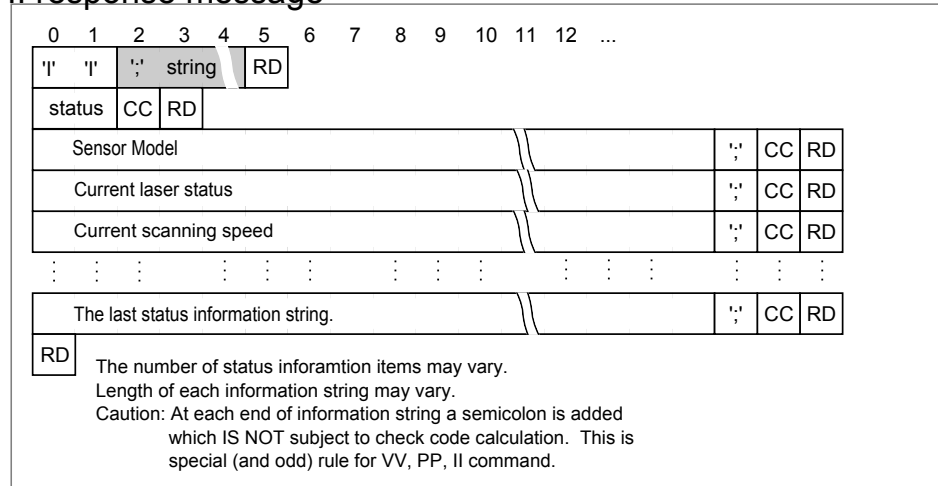 II response message
0 1 2 3 4 5 6 7 8 9 10 11 12 ...
'I' 'I' ';' string RD
status CC RD
Sensor Model ';' CC RD
Current laser status ';' CC RD
Current scanning speed ';' CC RD
The last status information string. ';' CC RD
RD
The number of status inforamtion items may vary.
Length of each information string may vary.
Caution: At each end of information string a semicolon is added
which IS NOT subject to check code calculation. This is
special (and odd) rule for VV, PP, II command.